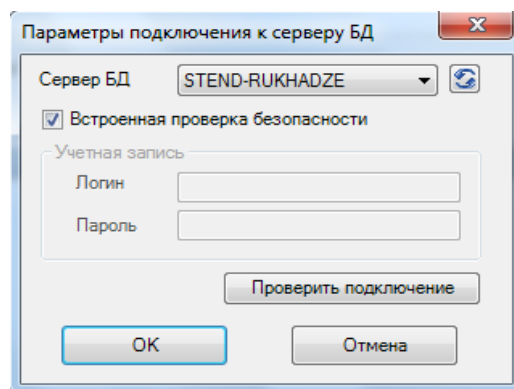 Параметры подключения к серверу БД
Сервер БД STEND-RUKHADZE
Встроенная проверка безопасности
Учетная запись
Логин
Пароль
Проверить подключение
OK Отмена